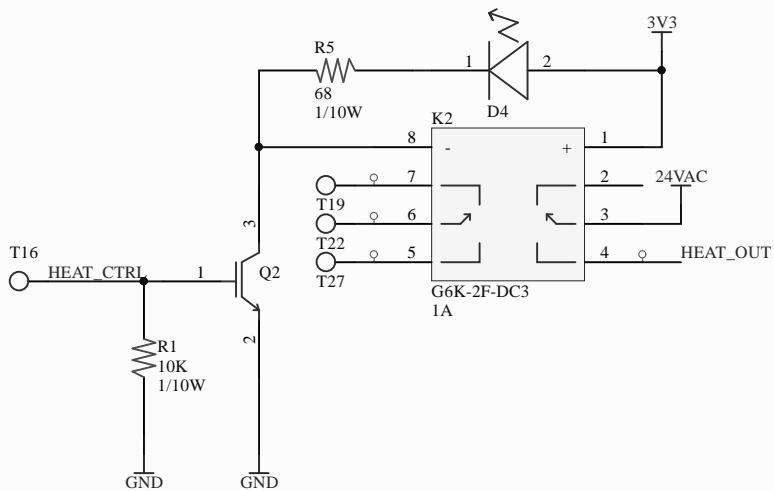 3V3
R5
68
1/10W
1
2
D4
K2
8
-
+
1
7
2
24VAC
T19
6
3
T22
5
4
HEAT_OUT
T27
G6K-2F-DC3
1A
3
T16
HEAT_CTRL
1
Q2
2
R1
10K
1/10W
GND
GND